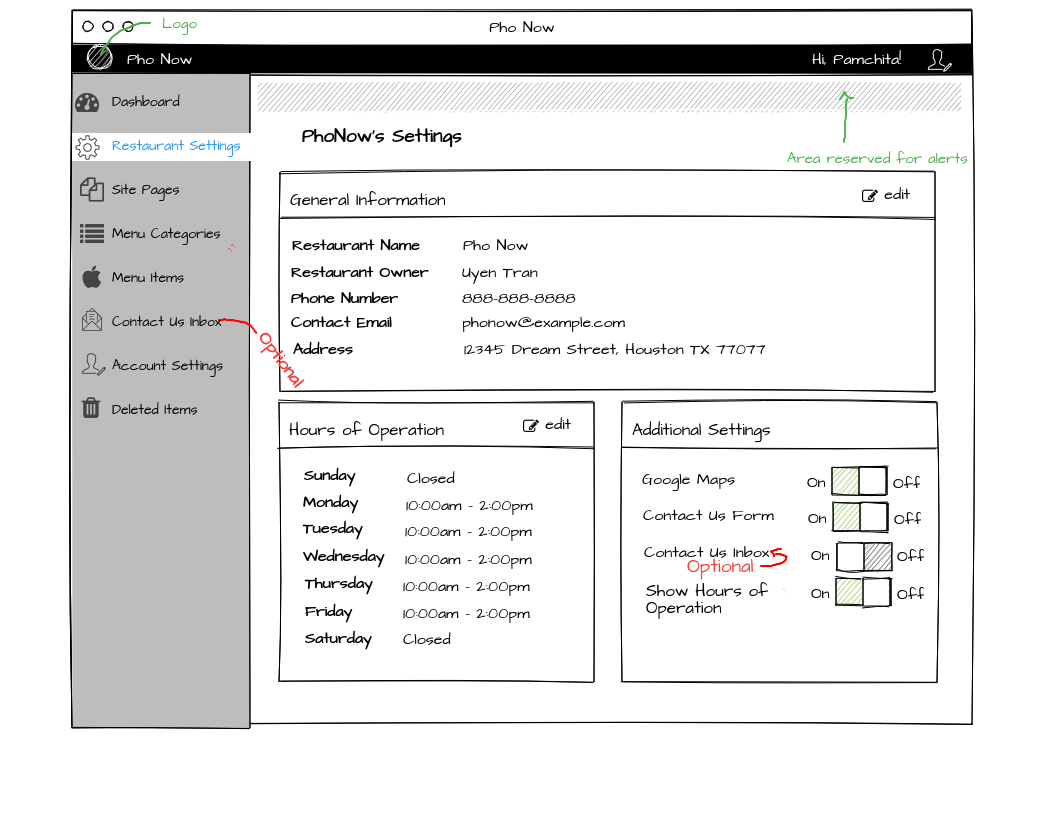 Logo
Pho Now
Pho Now
Hi, Pamchita!
Dashboard
Restaurant Settings
Site Pages
Menu Categories
Menu Items
Contact Us Inbox
Optional
Account Settings
Deleted Items
PhoNow's Settings
Area reserved for alerts
General Information
edit
Restaurant Name Pho Now
Restaurant Owner Uyen Tran
Phone Number 888-888-8888
Contact Email phonow@example.com
Address 12345 Dream Street, Houston TX 77077
Hours of Operation
edit
Sunday Closed
Monday 10:00am - 2:00pm
Tuesday 10:00am - 2:00pm
Wednesday 10:00am - 2:00pm
Thursday 10:00am - 2:00pm
Friday 10:00am - 2:00pm
Saturday Closed
Additional Settings
Google Maps On Off
Contact Us Form On Off
Contact Us Inbox On Off
Optional
Show Hours of On Off
Operation